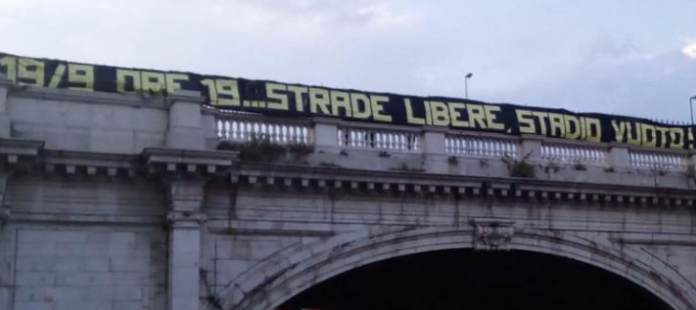 19/9 ORE 19...STRADE LIBERE, STADIO VUOTO!